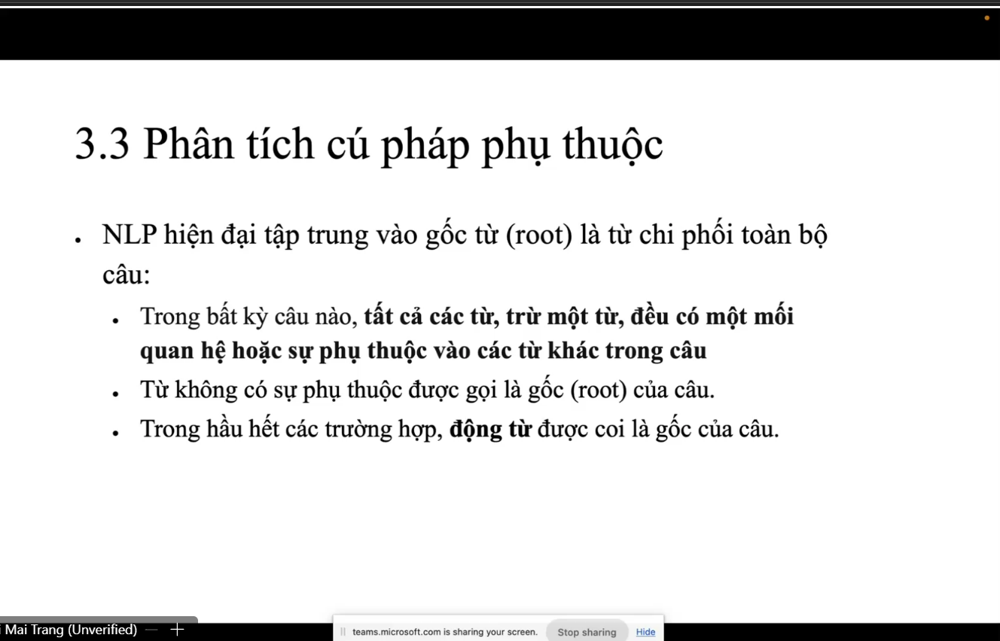 3.3 Phân tích cú pháp phụ thuộc
• NLP hiện đại tập trung vào gốc từ (root) là từ chi phối toàn bộ
câu:
• Trong bất kỳ câu nào, tất cả các từ, trừ một từ, đều có một mối
quan hệ hoặc sự phụ thuộc vào các từ khác trong câu
• Từ không có sự phụ thuộc được gọi là gốc (root) của câu.
• Trong hầu hết các trường hợp, động từ được coi là gốc của câu.
i Mai Trang (Unverified)
teams.microsoft.com is sharing your screen. Stop sharing Hide